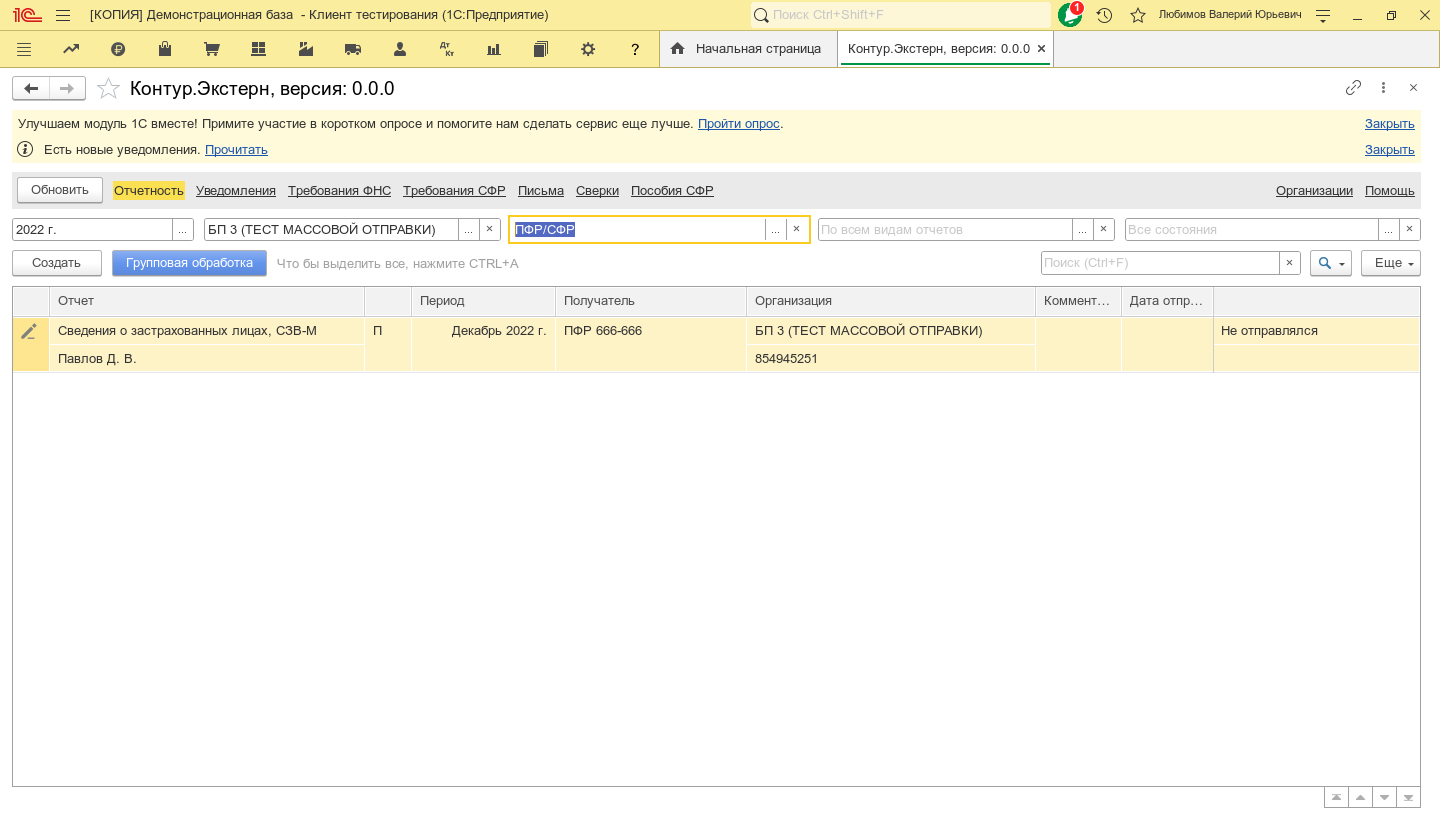 [КОПИЯ] Демонстрационная база - Клиент тестирования (1С:Предприятие)
Поиск Ctrl+Shift+F
1
Любимов Валерий Юрьевич
Дт Кт
?
Начальная страница
Контур.Экстерн, версия: 0.0.0
Контур.Экстерн, версия: 0.0.0
Улучшаем модуль 1С вместе! Примите участие в коротком опросе и помогите нам сделать сервис еще лучше. Пройти опрос.
Закрыть
Есть новые уведомления. Прочитать
Закрыть
Обновить Отчетность Уведомления Требования ФНС Требования СФР Письма Сверки Пособия СФР Организации Помощь
2022 г. ... БП 3 (ТЕСТ МАССОВОЙ ОТПРАВКИ) ... × ПФР/СФР ... × По всем видам отчетов ... × Все состояния ... ×
Создать Групповая обработка Что бы выделить все, нажмите CTRL+A Поиск (Ctrl+F) × Еще
Отчет Период Получатель Организация Коммент... Дата отпр...
Сведения о застрахованных лицах, СЗВ-М П Декабрь 2022 г. ПФР 666-666 БП 3 (ТЕСТ МАССОВОЙ ОТПРАВКИ) Не отправлялся
Павлов Д. В. 854945251